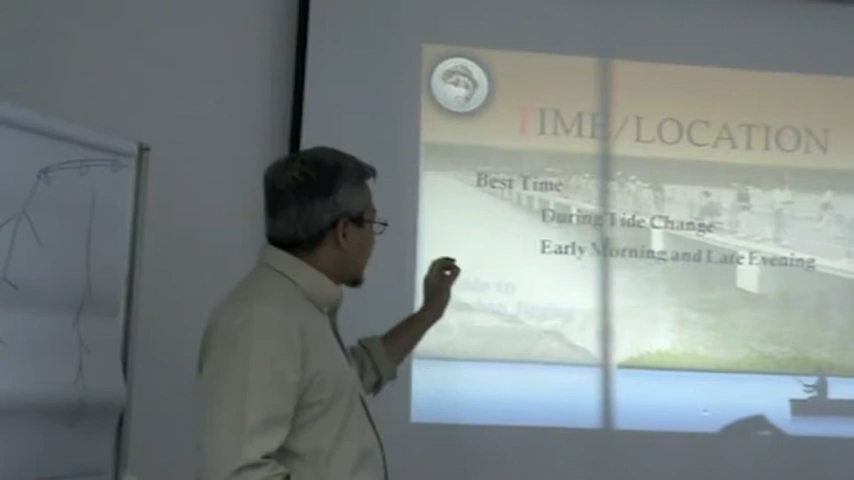 TIME/LOCATION
Best Time
During Tide Change
Early Morning and Late Evening